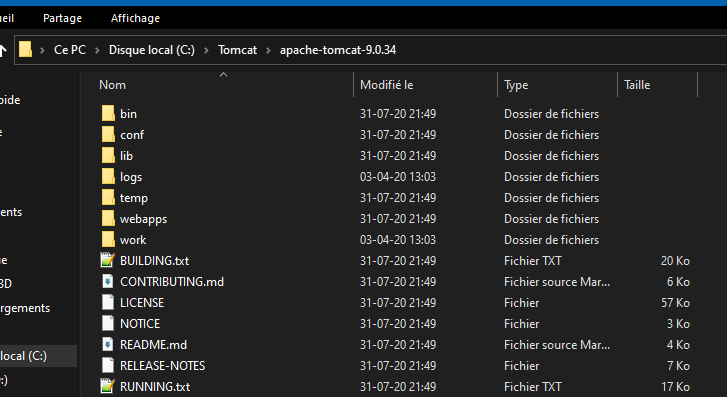 ueil Partage Affichage
Ce PC > Disque local (C:) > Tomcat > apache-tomcat-9.0.34
Nom Modifié le Type Taille
pide
bin 31-07-20 21:49 Dossier de fichiers
conf 31-07-20 21:49 Dossier de fichiers
lib 31-07-20 21:49 Dossier de fichiers
logs 03-04-20 13:03 Dossier de fichiers
temp 31-07-20 21:49 Dossier de fichiers
ents webapps 31-07-20 21:49 Dossier de fichiers
work 03-04-20 13:03 Dossier de fichiers
ue BUILDING.txt 31-07-20 21:49 Fichier TXT 20 Ko
3D CONTRIBUTING.md 31-07-20 21:49 Fichier source Mar... 6 Ko
rgements LICENSE 31-07-20 21:49 Fichier 57 Ko
NOTICE 31-07-20 21:49 Fichier 3 Ko
README.md 31-07-20 21:49 Fichier source Mar... 4 Ko
local (C:) RELEASE-NOTES 31-07-20 21:49 Fichier 7 Ko
:) RUNNING.txt 31-07-20 21:49 Fichier TXT 17 Ko